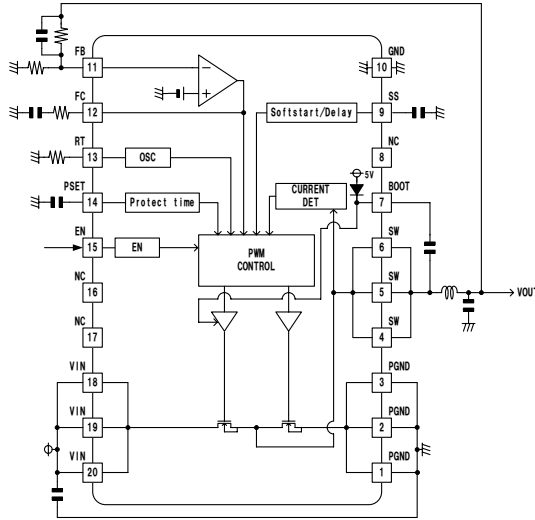 FB
11
FC
12
RT
13
OSC
PSET
14
Protect time
EN
15
EN
NC
16
NC
17
VIN
18
VIN
19
VIN
20
GND
10
SS
9
Softstart/Delay
NC
8
5V
BOOT
7
CURRENT
DET
SW
6
SW
5
SW
4
VOUT
PWM
CONTROL
PGND
3
PGND
2
PGND
1